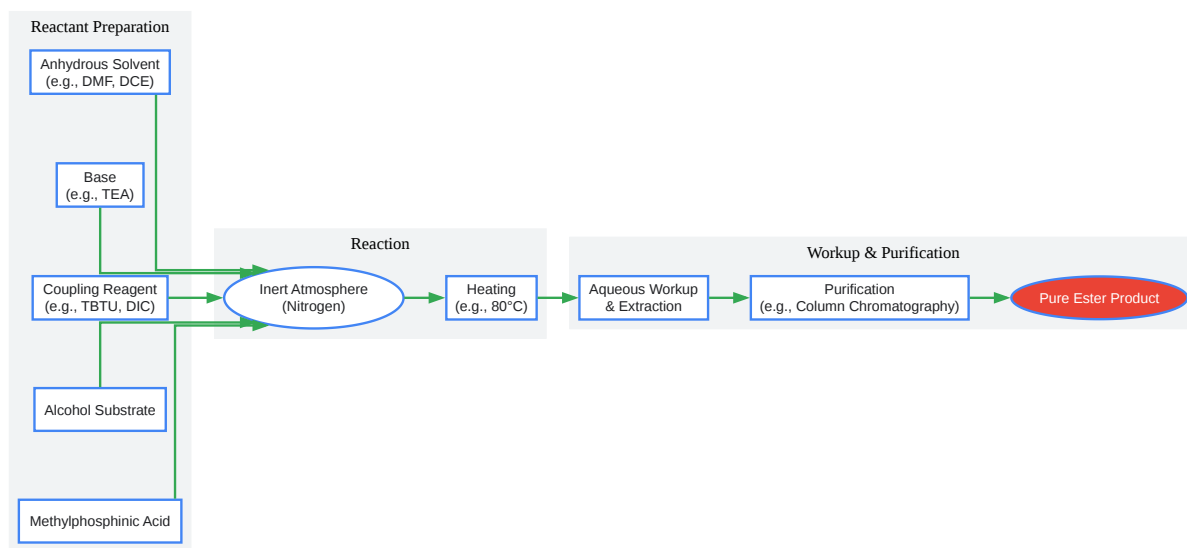 Reactant Preparation
Anhydrous Solvent
(e.g., DMF, DCE)
Base
(e.g., TEA)
Coupling Reagent
(e.g., TBTU, DIC)
Alcohol Substrate
Methylphosphinic Acid
Reaction
Inert Atmosphere
(Nitrogen)
Heating
(e.g., 80°C)
Workup & Purification
Aqueous Workup
& Extraction
Purification
(e.g., Column Chromatography)
Pure Ester Product